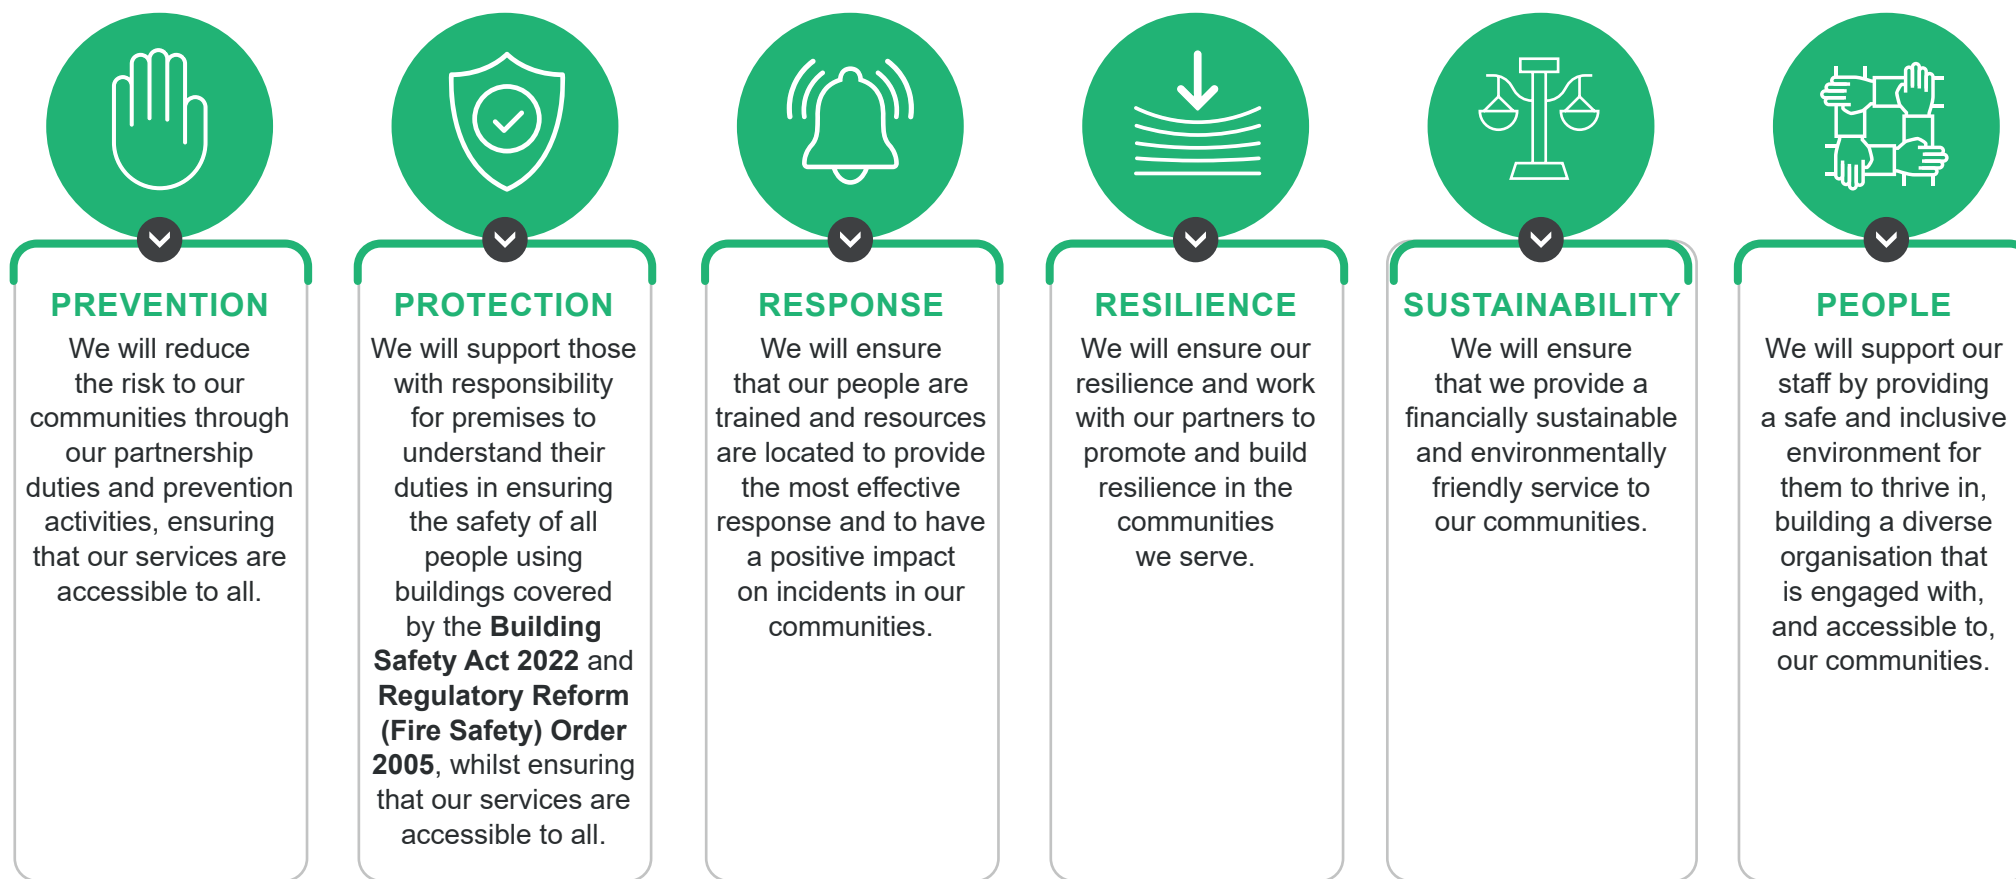 PREVENTION
We will reduce
the risk to our
communities through
our partnership
duties and prevention
activities, ensuring
that our services are
accessible to all.
PROTECTION
We will support those
with responsibility
for premises to
understand their
duties in ensuring
the safety of all
people using
buildings covered
by the Building
Safety Act 2022 and
Regulatory Reform
(Fire Safety) Order
2005, whilst ensuring
that our services are
accessible to all.
RESPONSE
We will ensure
that our people are
trained and resources
are located to provide
the most effective
response and to have
a positive impact
on incidents in our
communities.
RESILIENCE
We will ensure our
resilience and work
with our partners to
promote and build
resilience in the
communities
we serve.
SUSTAINABILITY
We will ensure
that we provide a
financially sustainable
and environmentally
friendly service to
our communities.
PEOPLE
We will support our
staff by providing
a safe and inclusive
environment for
them to thrive in,
building a diverse
organisation that
is engaged with,
and accessible to,
our communities.